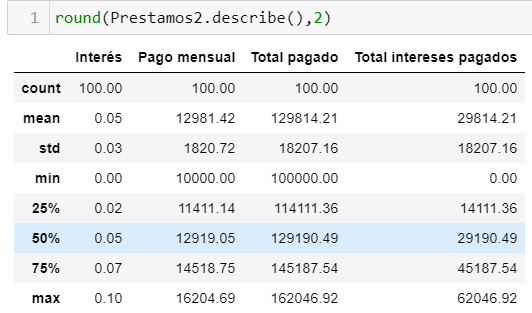 1 round(Prestamos2.describe(),2)
Interés Pago mensual Total pagado Total intereses pagados
count 100.00 100.00 100.00 100.00
mean 0.05 12981.42 129814.21 29814.21
std 0.03 1820.72 18207.16 18207.16
min 0.00 10000.00 100000.00 0.00
25% 0.02 11411.14 114111.36 14111.36
50% 0.05 12919.05 129190.49 29190.49
75% 0.07 14518.75 145187.54 45187.54
max 0.10 16204.69 162046.92 62046.92